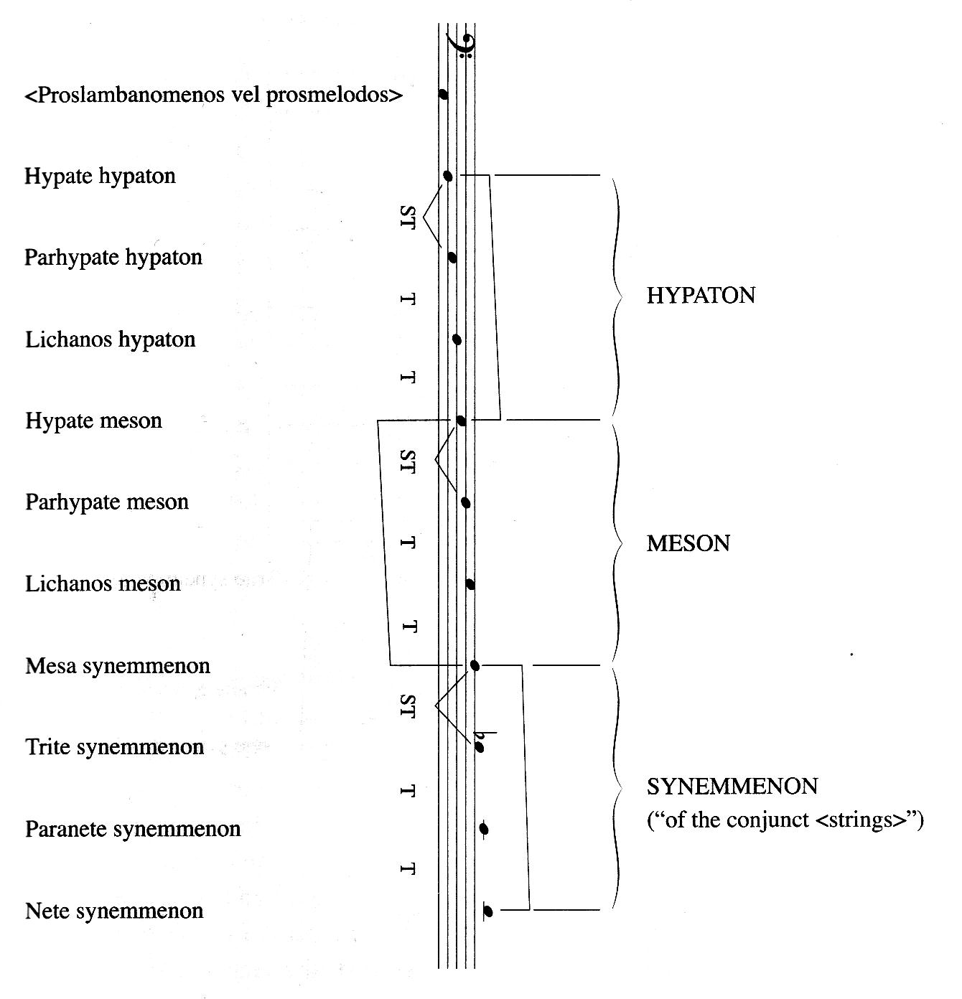 <Proslambanomenos vel prosmelodos>
Hypate hypaton
ST
Parhypate hypaton
T
HYPATON
Lichanos hypaton
T
Hypate meson
ST
Parhypate meson
T
MESON
Lichanos meson
T
Mesa synemmenon
ST
Trite synemmenon
T
SYNEMMENON
(“of the conjunct <strings>”)
Paranete synemmenon
T
Nete synemmenon